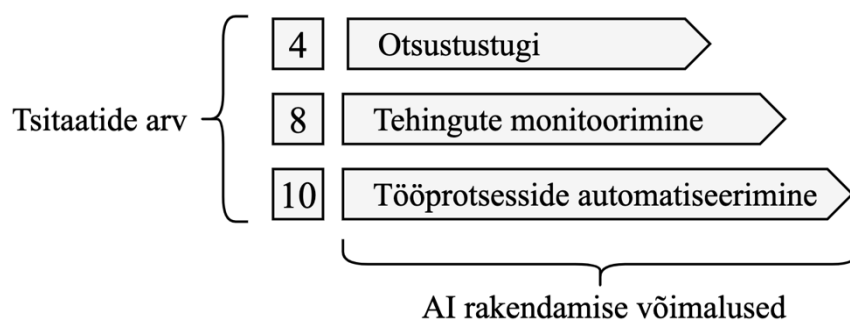 4 Otsustustugi
Tsitaatide arv 8 Tehingute monitoorimine
10 Tööprotsesside automatiseerimine
AI rakendamise võimalused